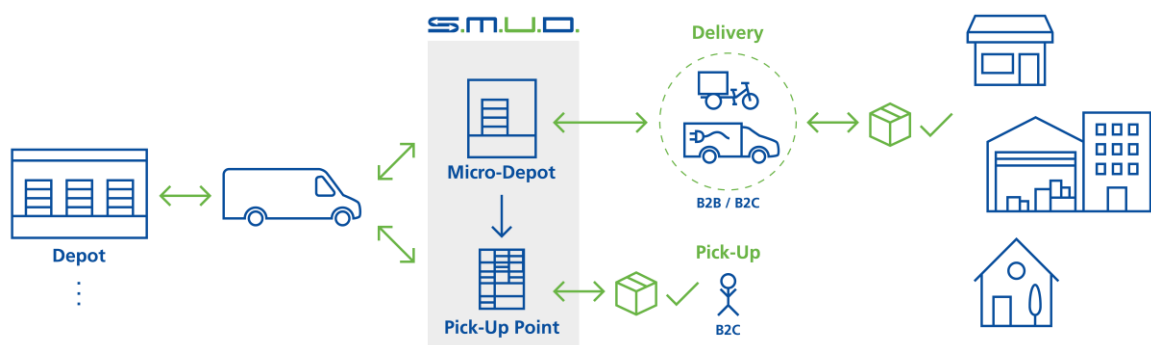 S.M.U.D.
Delivery
Micro-Depot
B2B / B2C
Depot
Pick-Up
Pick-Up Point
B2C